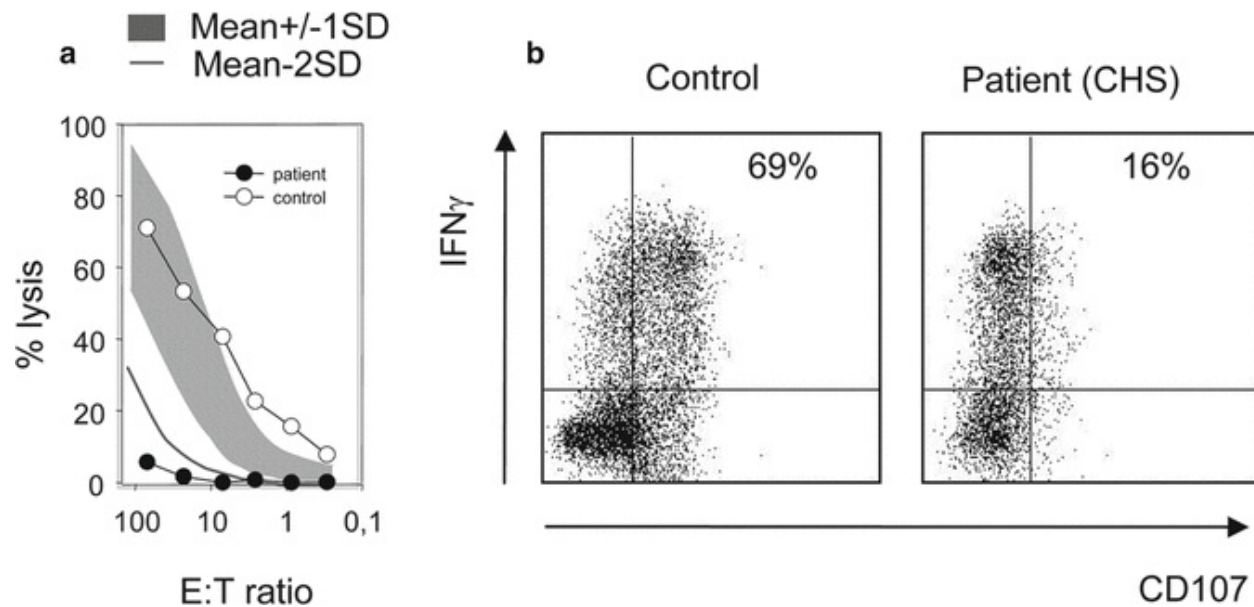 Mean+/-1SD
Mean-2SD
a
100
80
60
40
20
0
% lysis
patient
control
100 10 1 0,1
E:T ratio
b
Control Patient (CHS)
69% 16%
IFNγ
CD107